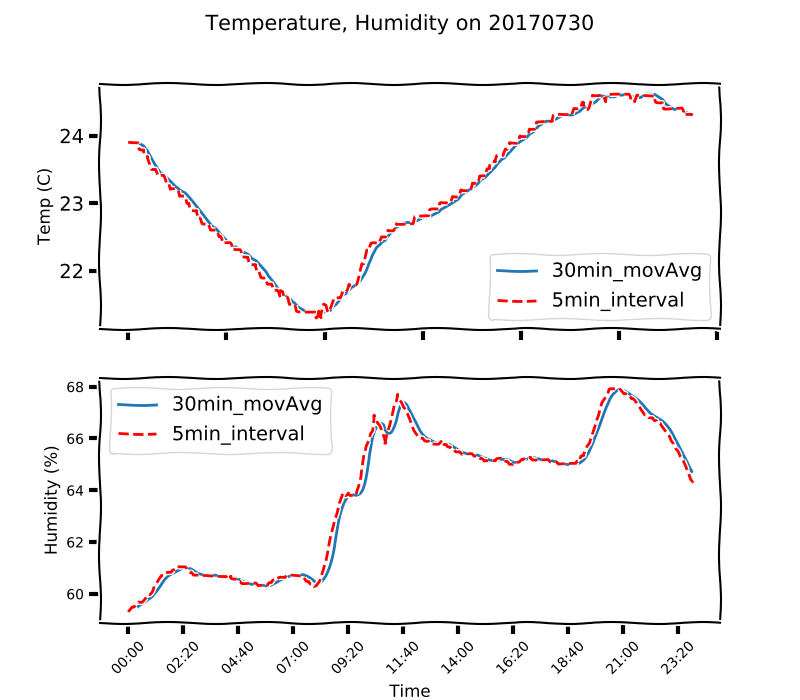 Temperature, Humidity on 20170730
Temp (C)
24
23
22
30min_movAvg
5min_interval
Humidity (%)
68
66
64
62
60
30min_movAvg
5min_interval
00:00 02:20 04:40 07:00 09:20 11:40 14:00 16:20 18:40 21:00 23:20
Time